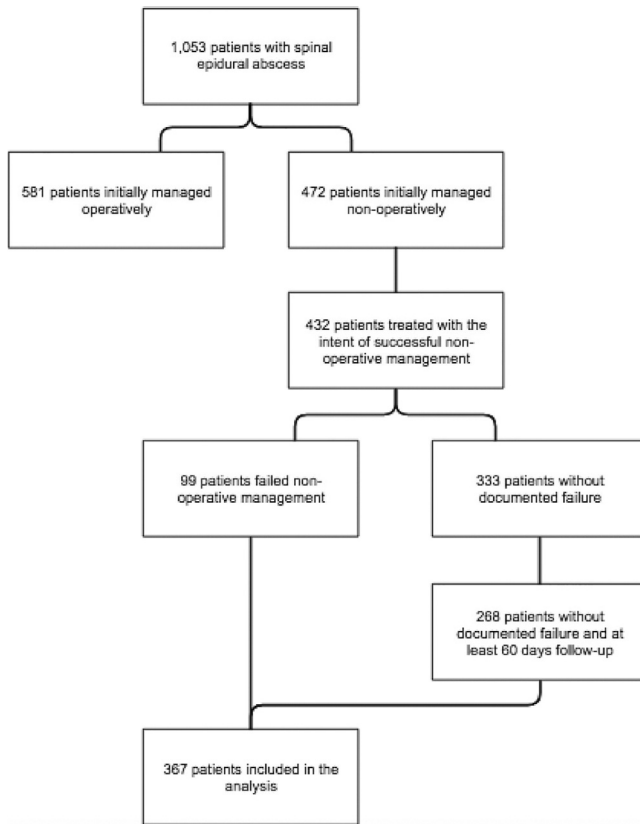 1,053 patients with spinal
epidural abscess
581 patients initially managed
operatively
472 patients initially managed
non-operatively
432 patients treated with the
intent of successful non-
operative management
99 patients failed non-
operative management
333 patients without
documented failure
268 patients without
documented failure and at
least 60 days follow-up
367 patients included in the
analysis